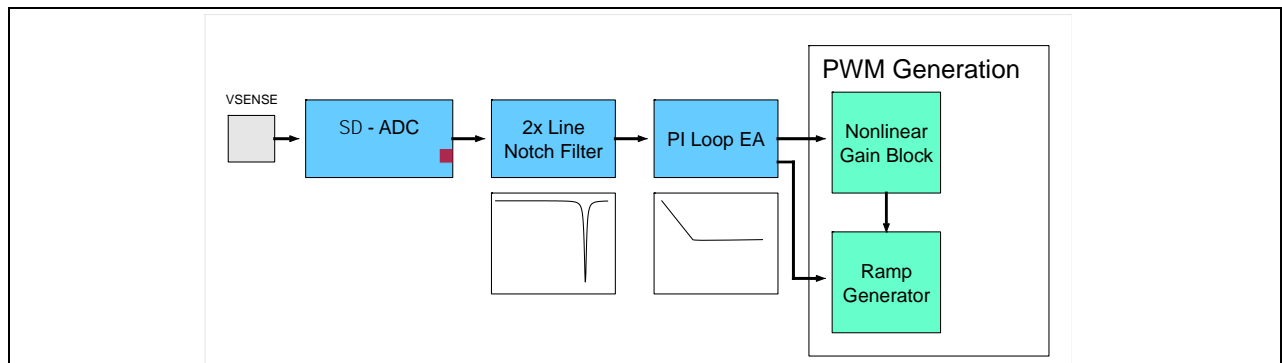 PWM Generation
VSENSE
SD - ADC
2x Line
Notch Filter
PI Loop EA
Nonlinear
Gain Block
Ramp
Generator